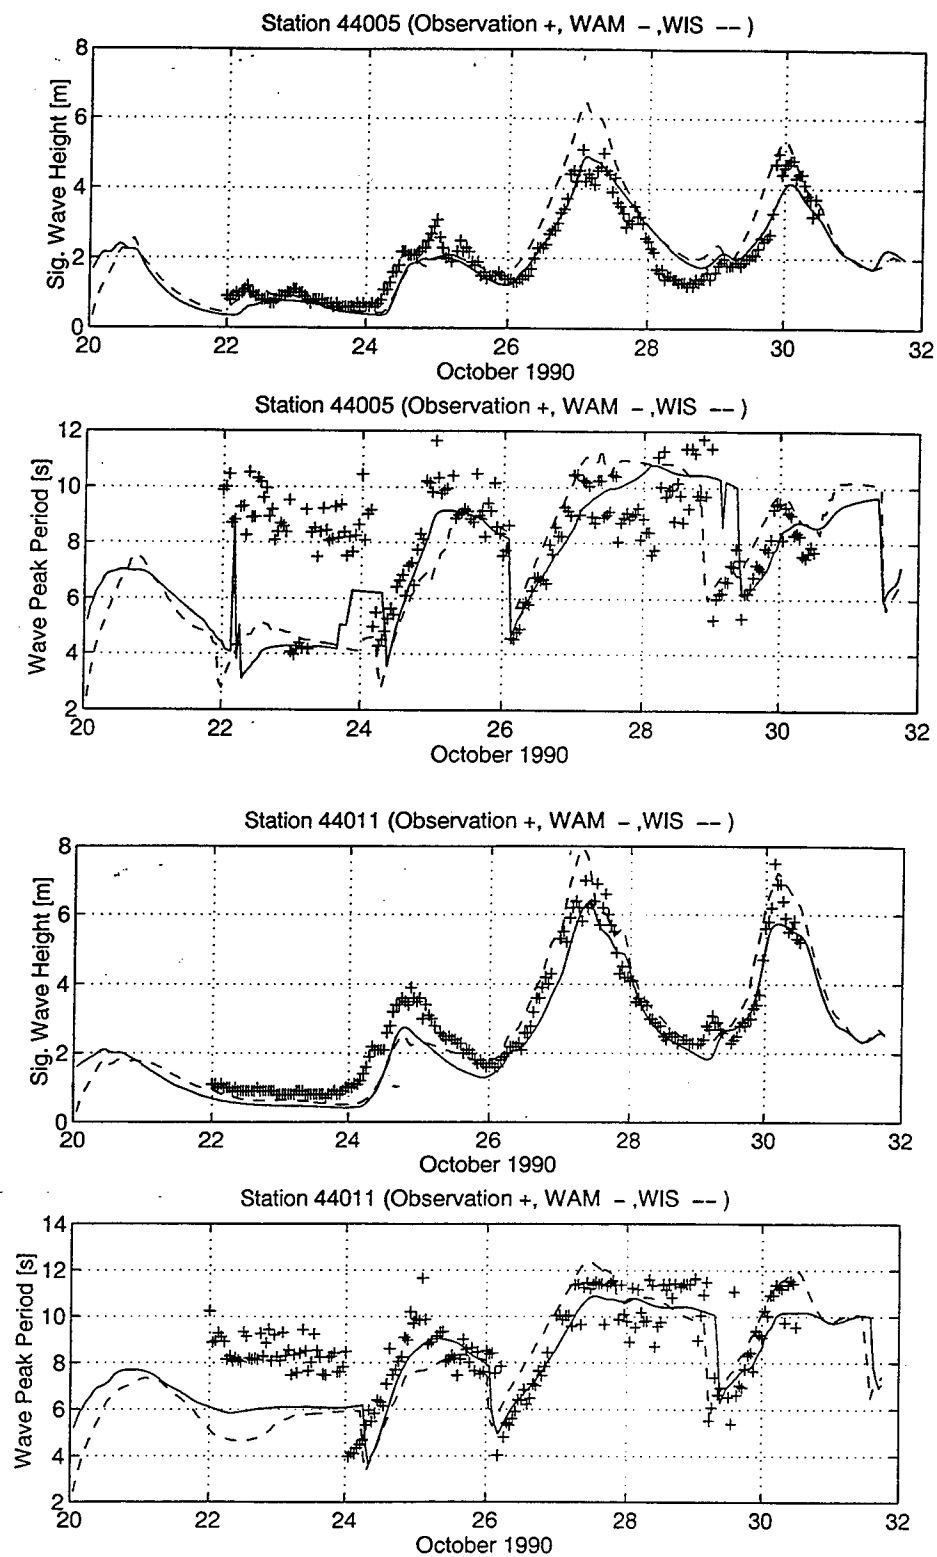 Station 44005 (Observation +, WAM – ,WIS –– )
Sig. Wave Height [m]
8
6
4
2
0
20 22 24 26 28 30 32
October 1990
Station 44005 (Observation +, WAM – ,WIS –– )
Wave Peak Period [s]
12
10
8
6
4
2
20 22 24 26 28 30 32
October 1990
Station 44011 (Observation +, WAM – ,WIS –– )
Sig. Wave Height [m]
8
6
4
2
0
20 22 24 26 28 30 32
October 1990
Station 44011 (Observation +, WAM – ,WIS –– )
Wave Peak Period [s]
14
12
10
8
6
4
2
20 22 24 26 28 30 32
October 1990